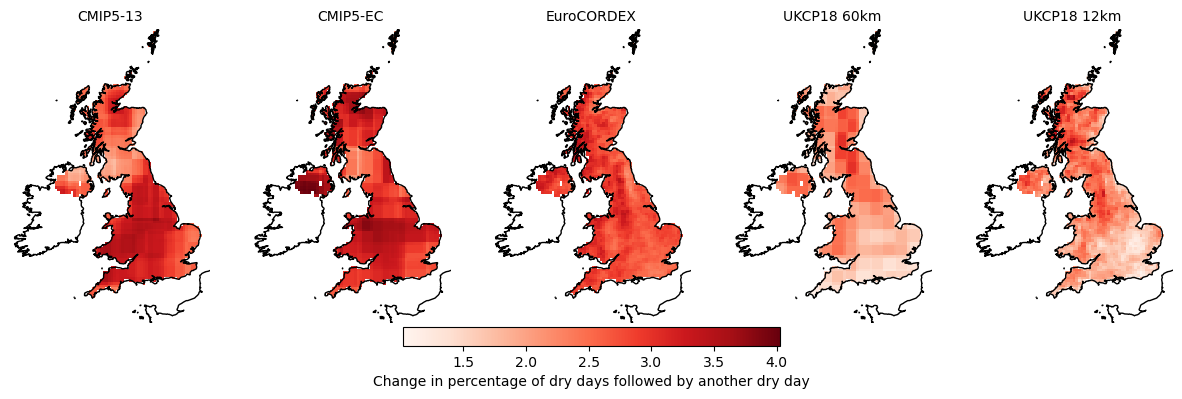 CMIP5-13
CMIP5-EC
EuroCORDEX
UKCP18 60km
UKCP18 12km
1.5 2.0 2.5 3.0 3.5 4.0
Change in percentage of dry days followed by another dry day